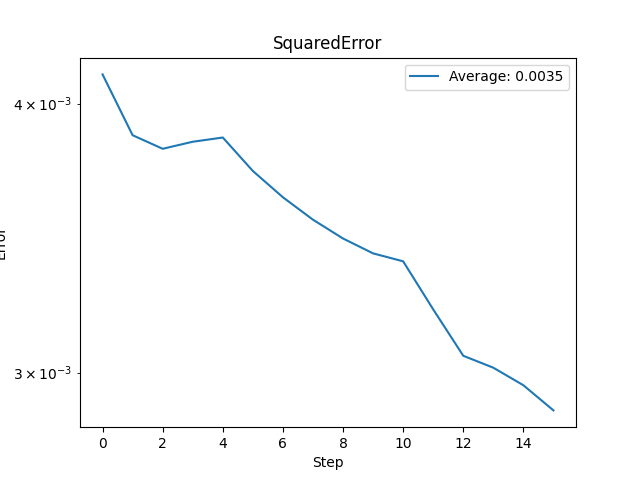 SquaredError
Average: 0.0035
4 × 10⁻³
3 × 10⁻³
Error
0 2 4 6 8 10 12 14
Step